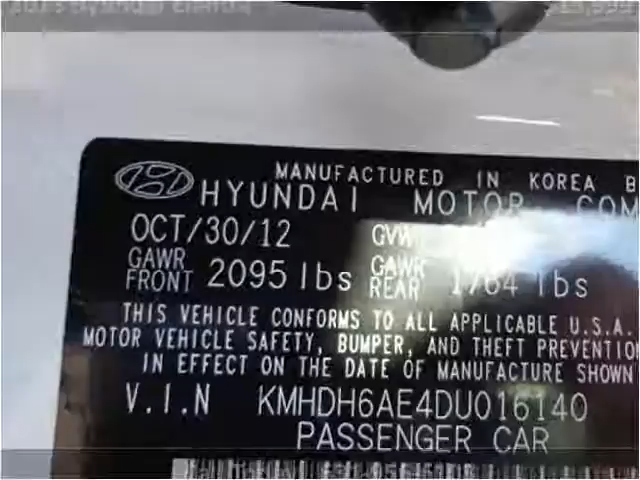 MANUFACTURED IN KOREA B
HYUNDAI MOTOR COM
OCT/30/12 GVW
GAWR FRONT 2095 lbs GAWR REAR 1764 lbs
THIS VEHICLE CONFORMS TO ALL APPLICABLE U.S.A.
MOTOR VEHICLE SAFETY, BUMPER, AND THEFT PREVENTION
IN EFFECT ON THE DATE OF MANUFACTURE SHOWN
V.I.N KMHDH6AE4DU016140
PASSENGER CAR